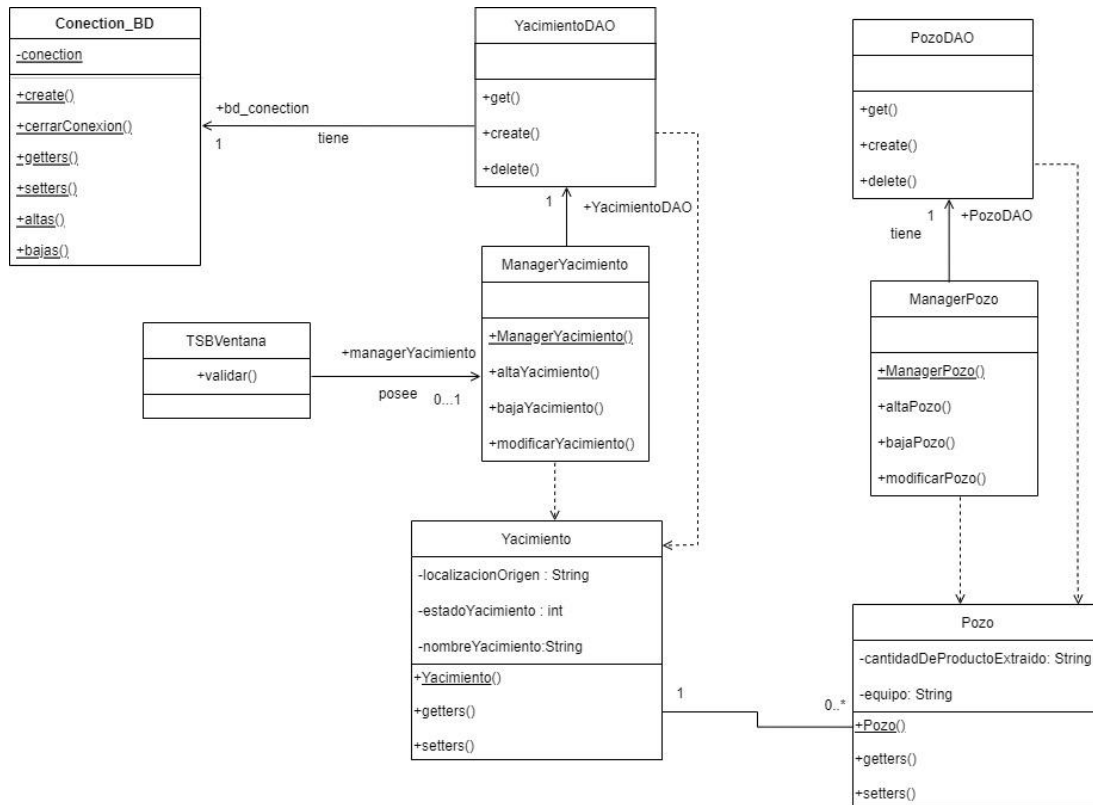 Conection_BD
-conection
+create()
+cerrarConexion()
+getters()
+setters()
+altas()
+bajas()
YacimientoDAO
+get()
+create()
+delete()
PozoDAO
+get()
+create()
+delete()
+bd_conection
1
tiene
1
+YacimientoDAO
1
+PozoDAO
tiene
ManagerYacimiento
+ManagerYacimiento()
+altaYacimiento()
+bajaYacimiento()
+modificarYacimiento()
ManagerPozo
+ManagerPozo()
+altaPozo()
+bajaPozo()
+modificarPozo()
TSBVentana
+validar()
+managerYacimiento
posee
0...1
Yacimiento
-localizacionOrigen : String
-estadoYacimiento : int
-nombreYacimiento:String
+Yacimiento()
+getters()
+setters()
1
0..*
Pozo
-cantidadDeProductoExtraido: String
-equipo: String
+Pozo()
+getters()
+setters()